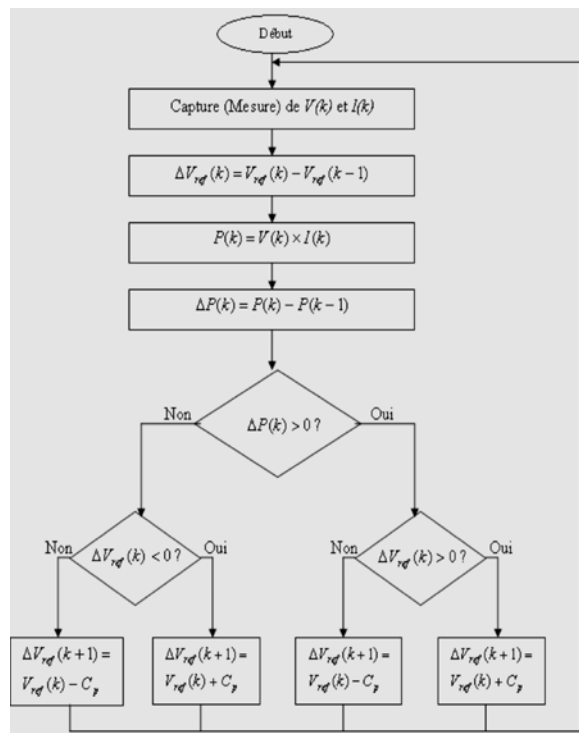 Début
Capture (Mesure) de V(k) et I(k)
ΔV_ref(k) = V_ref(k) − V_ref(k−1)
P(k) = V(k) × I(k)
ΔP(k) = P(k) − P(k−1)
Non
ΔP(k) > 0 ?
Oui
Non
ΔV_ref(k) < 0 ?
Oui
Non
ΔV_ref(k) > 0 ?
Oui
ΔV_ref(k+1) =
V_ref(k) − C_p
ΔV_ref(k+1) =
V_ref(k) + C_p
ΔV_ref(k+1) =
V_ref(k) − C_p
ΔV_ref(k+1) =
V_ref(k) + C_p